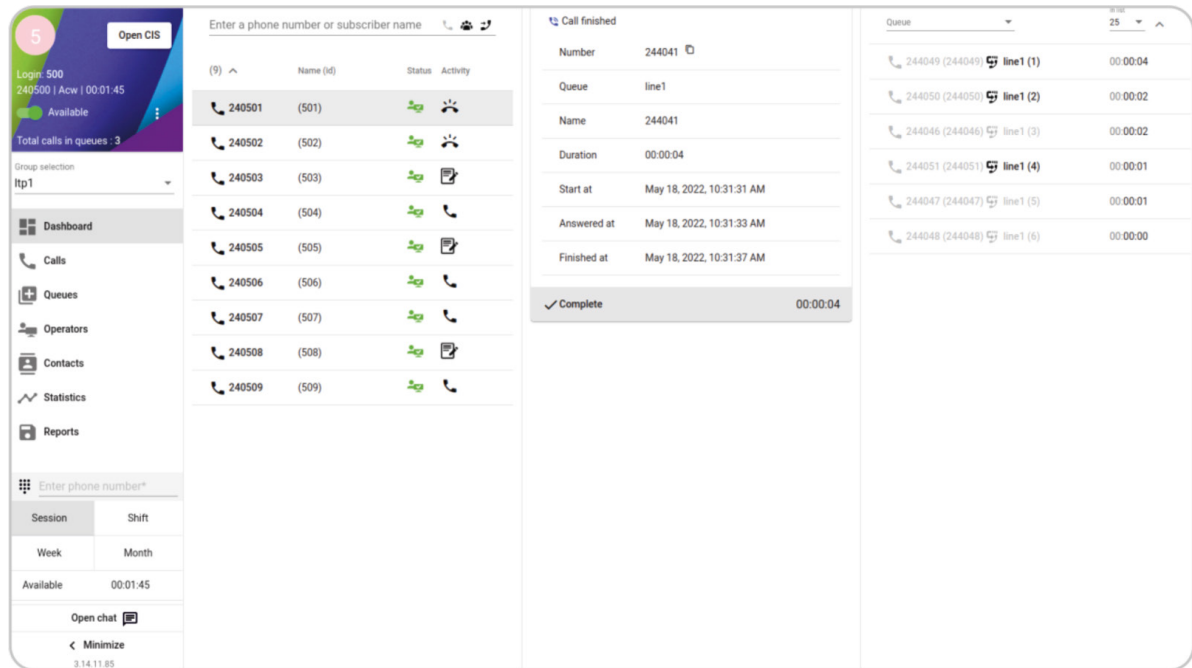 5
Open CIS
Login: 500
240500 | Acw | 00:01:45
Available
Total calls in queues : 3
Group selection
ltp1
Dashboard
Calls
Queues
Operators
Contacts
Statistics
Reports
Enter phone number*
Session Shift
Week Month
Available 00:01:45
Open chat
Minimize
3.14.11.85
Enter a phone number or subscriber name
(9) Name (id) Status Activity
240501 (501)
240502 (502)
240503 (503)
240504 (504)
240505 (505)
240506 (506)
240507 (507)
240508 (508)
240509 (509)
Call finished
Number 244041
Queue line1
Name 244041
Duration 00:00:04
Start at May 18, 2022, 10:31:31 AM
Answered at May 18, 2022, 10:31:33 AM
Finished at May 18, 2022, 10:31:37 AM
Complete 00:00:04
Queue 25
244049 (244049) line1 (1) 00:00:04
244050 (244050) line1 (2) 00:00:02
244046 (244046) line1 (3) 00:00:02
244051 (244051) line1 (4) 00:00:01
244047 (244047) line1 (5) 00:00:01
244048 (244048) line1 (6) 00:00:00